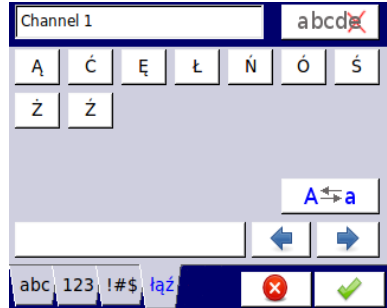 Channel 1 abcde
Ą Ć Ę Ł Ń Ó Ś
Ż Ź
A a
abc 123 !#$ łąź